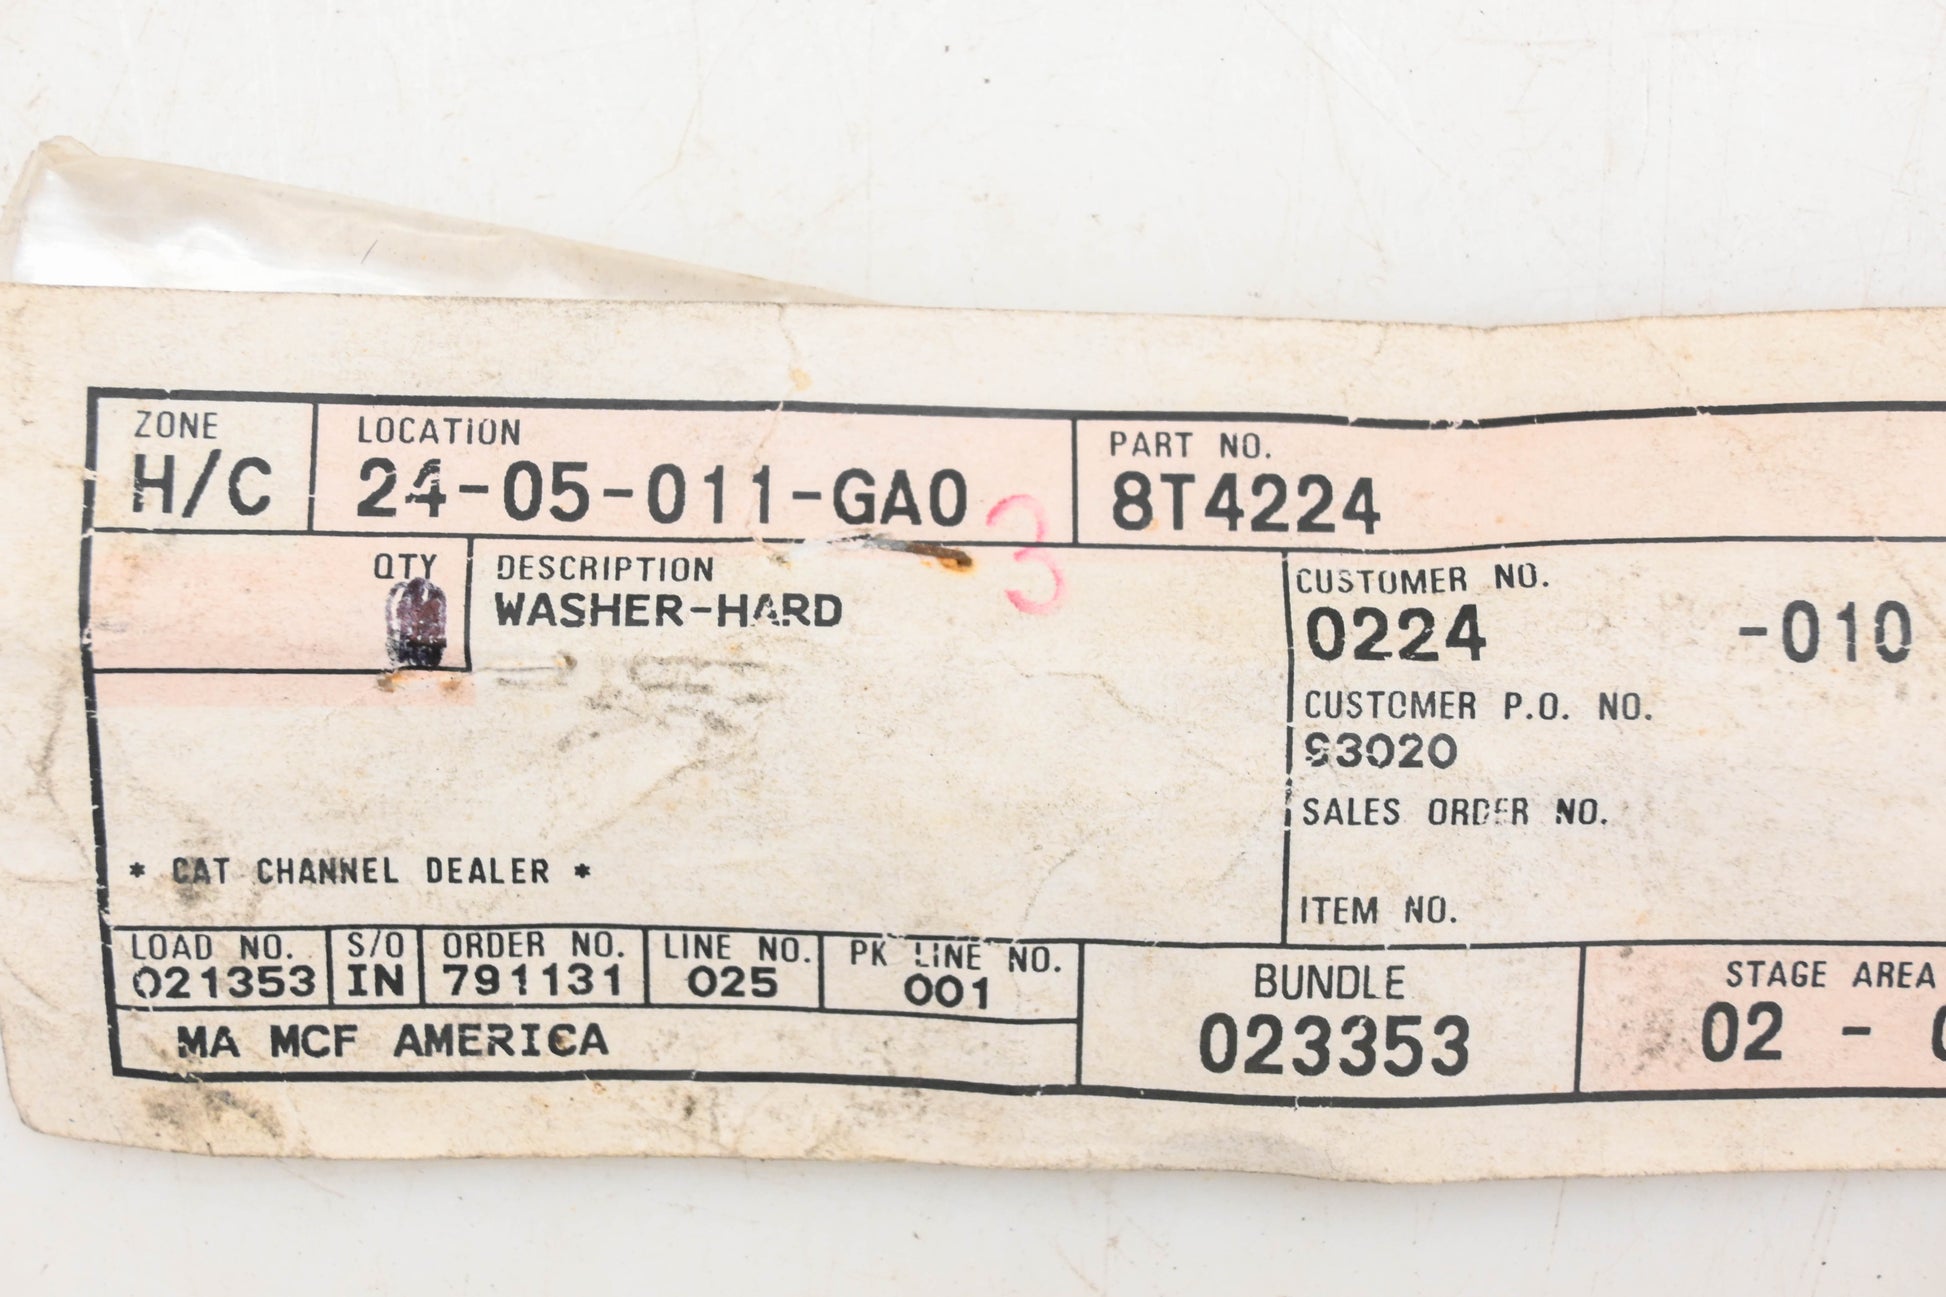 ZONE LOCATION PART NO.
H/C 24-05-011-GA0 8T4224
3
QTY DESCRIPTION CUSTOMER NO.
WASHER-HARD 0224 -010
CUSTOMER P.O. NO.
93020
SALES ORDER NO.
* CAT CHANNEL DEALER *
ITEM NO.
LOAD NO. S/O ORDER NO. LINE NO. PK LINE NO. BUNDLE STAGE AREA
021353 IN 791131 025 001 023353 02 -
MA MCF AMERICA